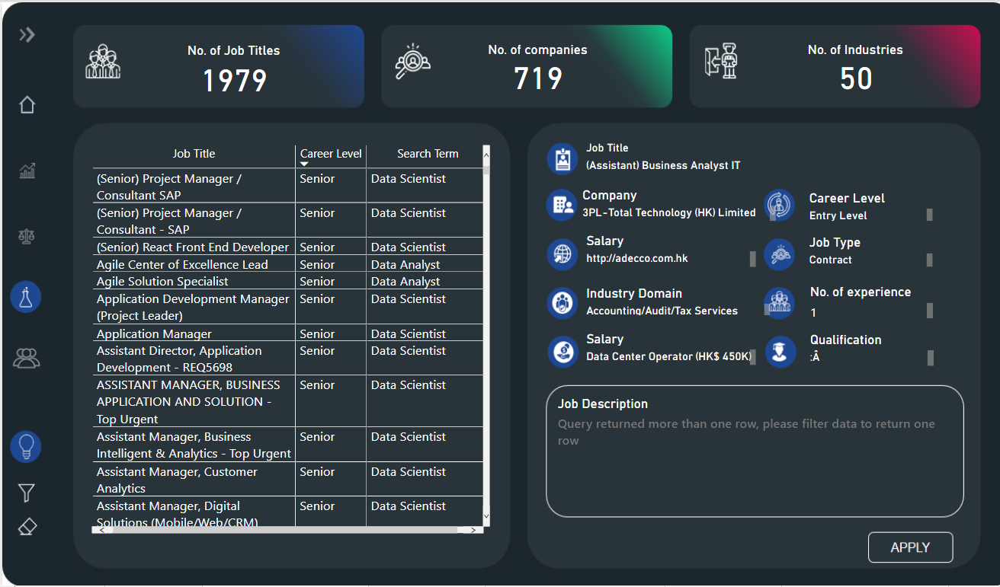 No. of Job Titles
1979
No. of companies
719
No. of Industries
50
Job Title Career Level Search Term
(Senior) Project Manager / Senior Data Scientist
Consultant SAP
(Senior) Project Manager / Senior Data Scientist
Consultant - SAP
(Senior) React Front End Developer Senior Data Scientist
Agile Center of Excellence Lead Senior Data Analyst
Agile Solution Specialist Senior Data Analyst
Application Development Manager Senior Data Scientist
(Project Leader)
Application Manager Senior Data Scientist
Assistant Director, Application Senior Data Scientist
Development - REQ5698
ASSISTANT MANAGER, BUSINESS Senior Data Scientist
APPLICATION AND SOLUTION -
Top Urgent
Assistant Manager, Business Senior Data Scientist
Intelligent & Analytics - Top Urgent
Assistant Manager, Customer Senior Data Scientist
Analytics
Assistant Manager, Digital Senior Data Scientist
Solutions (Mobile/Web/CRM)
Job Title
(Assistant) Business Analyst IT
Company
3PL-Total Technology (HK) Limited
Career Level
Entry Level
Salary
http://adecco.com.hk
Job Type
Contract
Industry Domain
Accounting/Audit/Tax Services
No. of experience
1
Salary
Data Center Operator (HK$ 450K)
Qualification
:Â
Job Description
Query returned more than one row, please filter data to return one
row
APPLY